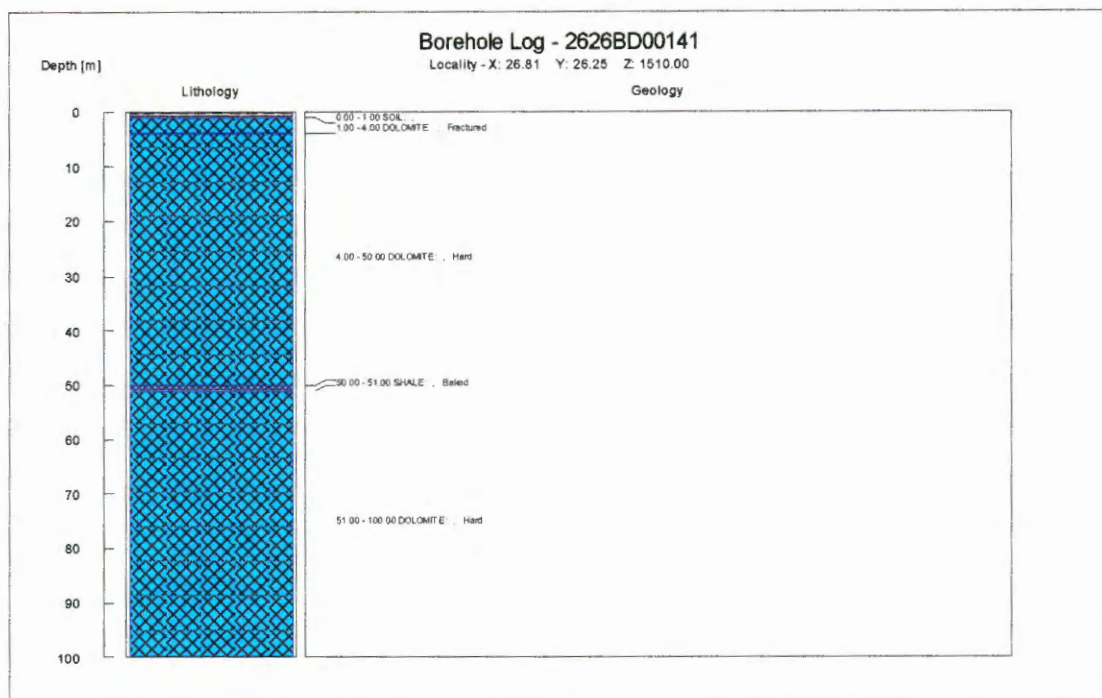 Borehole Log - 2626BD00141
Locality - X: 26.81 Y: 26.25 Z: 1510.00
Depth [m]
Lithology
Geology
0
0.00 - 1.00 SOIL: ,
1.00 - 4.00 DOLOMITE: , Fractured
10
20
4.00 - 50.00 DOLOMITE: , Hard
30
40
50
50.00 - 51.00 SHALE: , Baked
60
70
51.00 - 100.00 DOLOMITE: , Hard
80
90
100